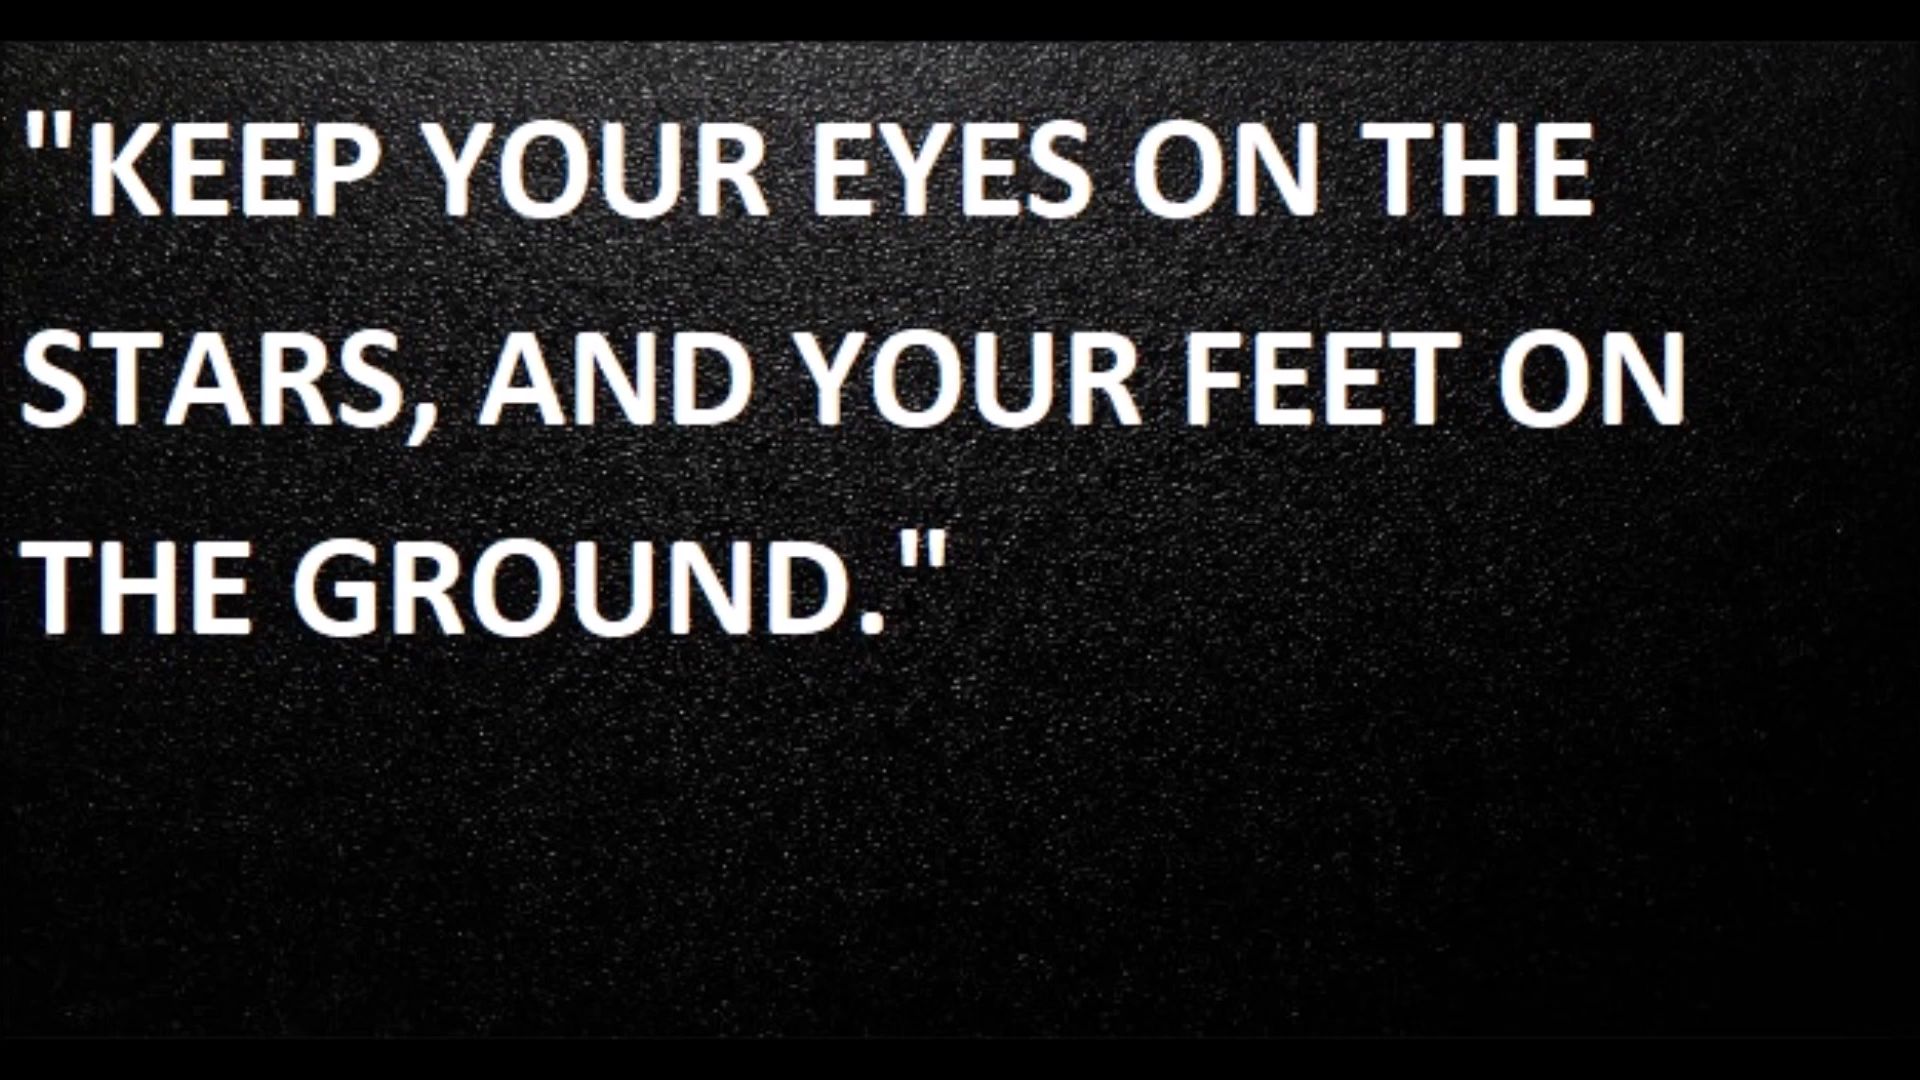 "KEEP YOUR EYES ON THE
STARS, AND YOUR FEET ON
THE GROUND."